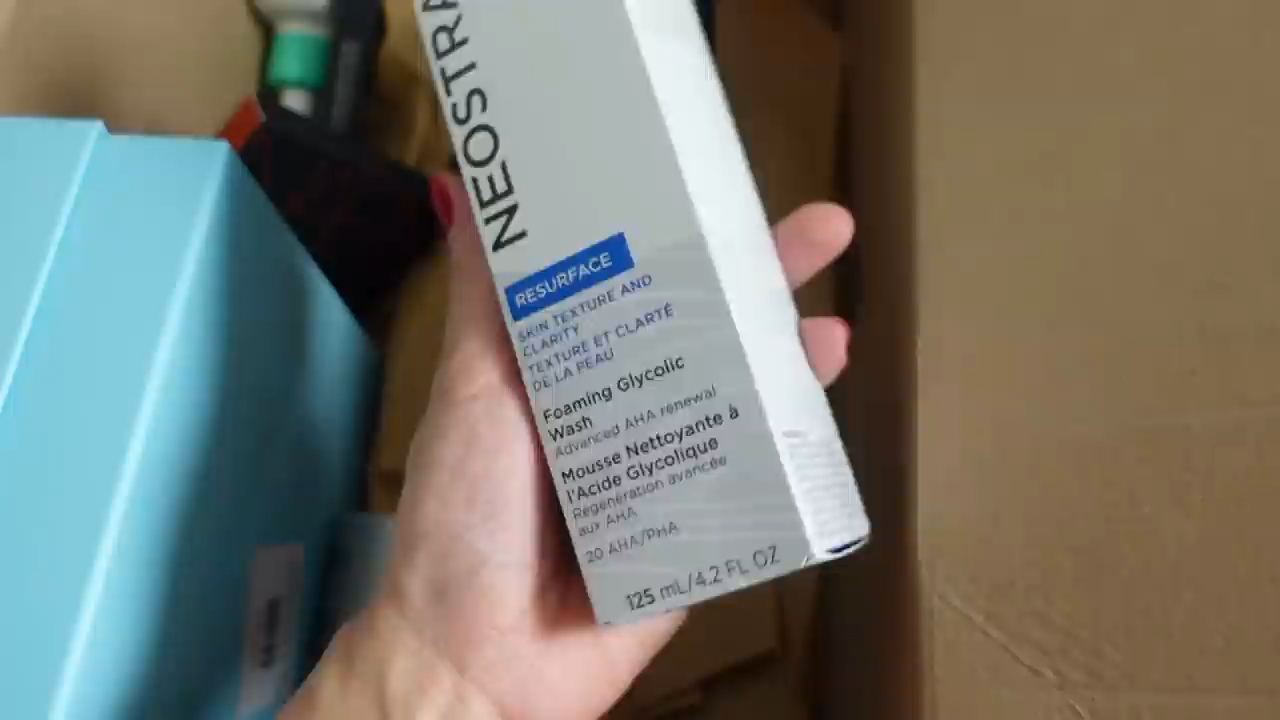 NEOSTRA
RESURFACE
SKIN TEXTURE AND
CLARITY
TEXTURE ET CLARTÉ
DE LA PEAU
Foaming Glycolic
Wash
Advanced AHA renewal
Mousse Nettoyante à
l'Acide Glycolique
Régénération avancée
aux AHA
20 AHA/PHA
125 mL/4.2 FL OZ